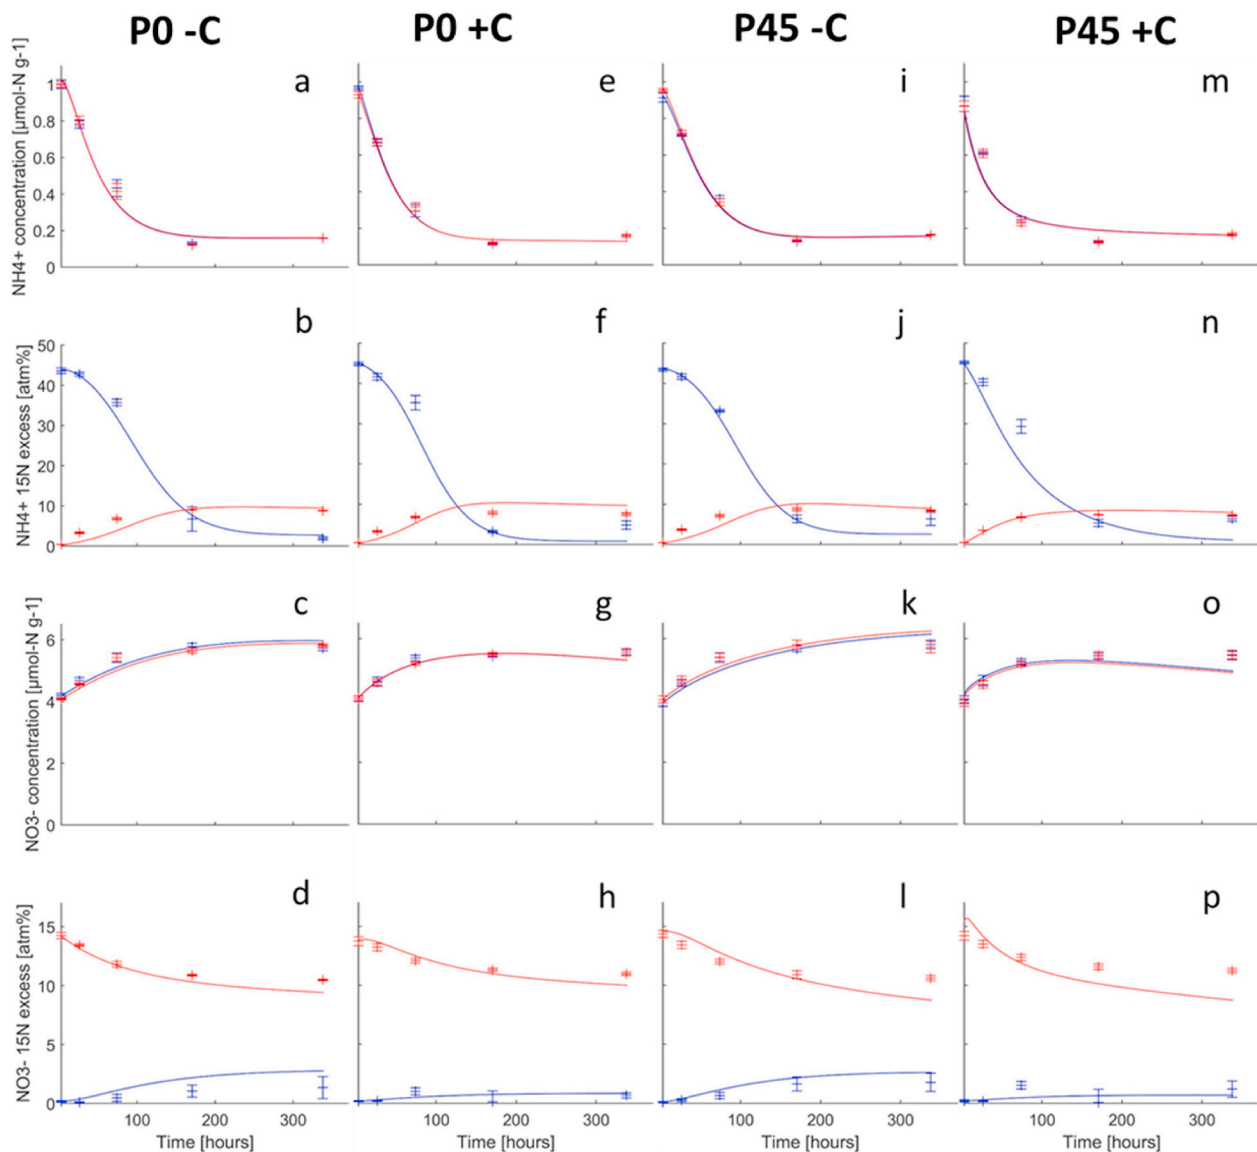 P0 -C P0 +C P45 -C P45 +C
NH4+ concentration [µmol-N g-1]
1
0.8
0.6
0.4
0.2
0
a e i m
NH4+ 15N excess [atm%]
50
40
30
20
10
0
b f j n
NO3- concentration [µmol-N g-1]
6
4
2
0
c g k o
NO3- 15N excess [atm%]
15
10
5
0
d h l p
100 200 300 100 200 300 100 200 300 100 200 300
Time [hours] Time [hours] Time [hours] Time [hours]